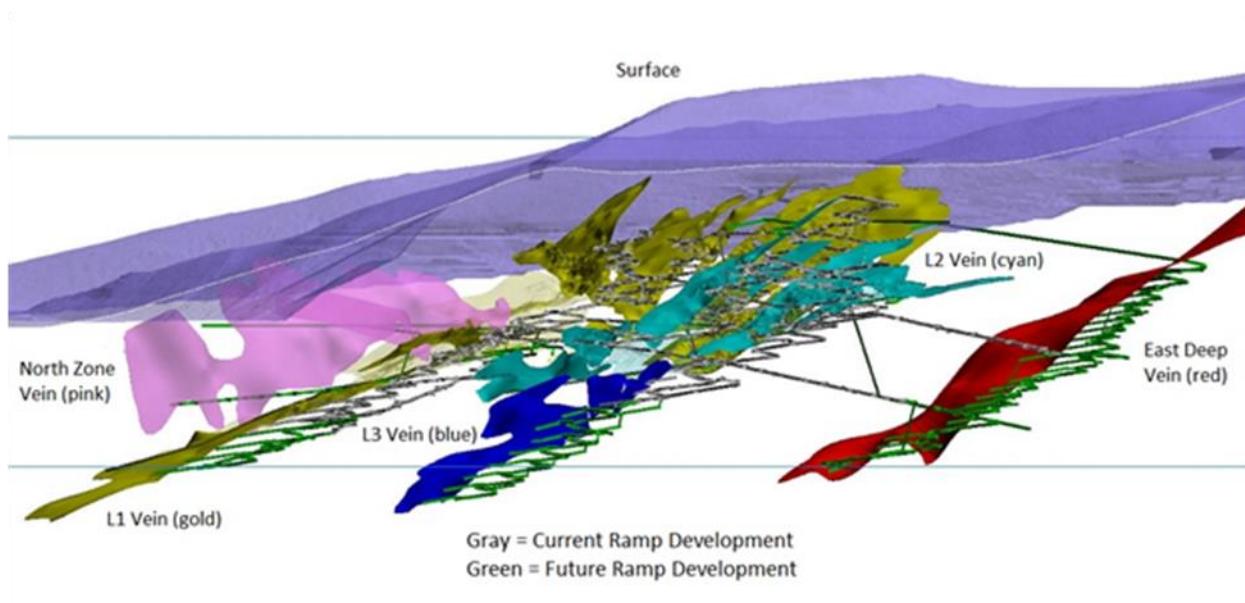 Surface
L2 Vein (cyan)
North Zone
Vein (pink)
East Deep
Vein (red)
L3 Vein (blue)
L1 Vein (gold)
Gray = Current Ramp Development
Green = Future Ramp Development